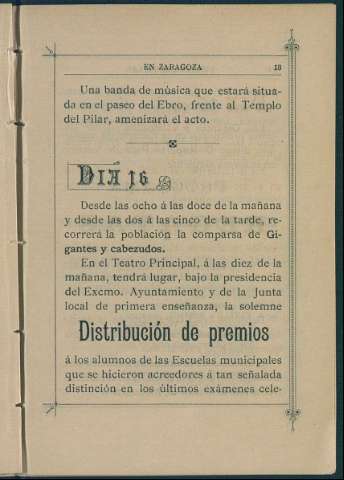 EN ZARAGOZA 13
Una banda de música que estará situa-
da en el paseo del Ebro, frente al Templo
del Pilar, amenizará el acto.
DIÁ 16
Desde las ocho á las doce de la mañana
y desde las dos á las cinco de la tarde, re-
correrá la población la comparsa de Gi-
gantes y cabezudos.
En el Teatro Principal, á las diez de la
mañana, tendrá lugar, bajo la presidencia
del Excmo. Ayuntamiento y de la Junta
local de primera enseñanza, la solemne
Distribución de premios
á los alumnos de las Escuelas municipales
que se hicieron acreedores á tan señalada
distinción en los últimos exámenes cele-